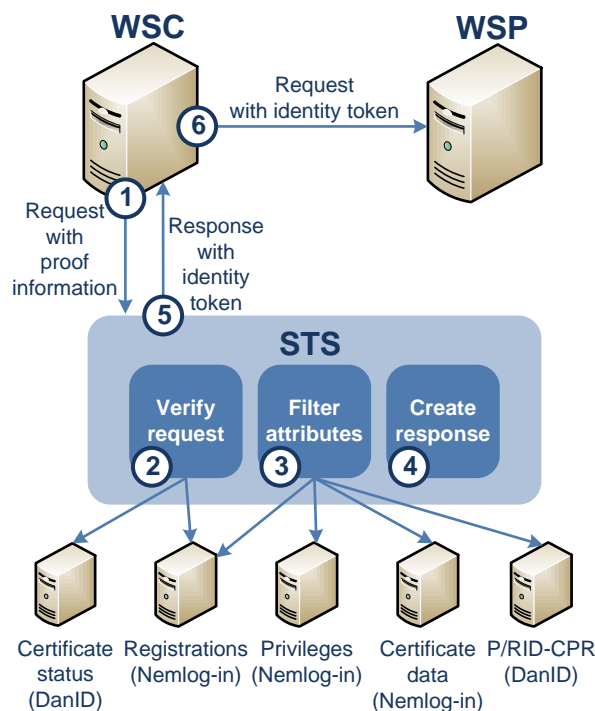 WSC
WSP
6
Request
with identity token
1
Request
with
proof
information
Response
with
identity
token
5
STS
Verify
request
2
Filter
attributes
3
Create
response
4
Certificate
status
(DanID)
Registrations
(Nemlog-in)
Privileges
(Nemlog-in)
Certificate
data
(Nemlog-in)
P/RID-CPR
(DanID)